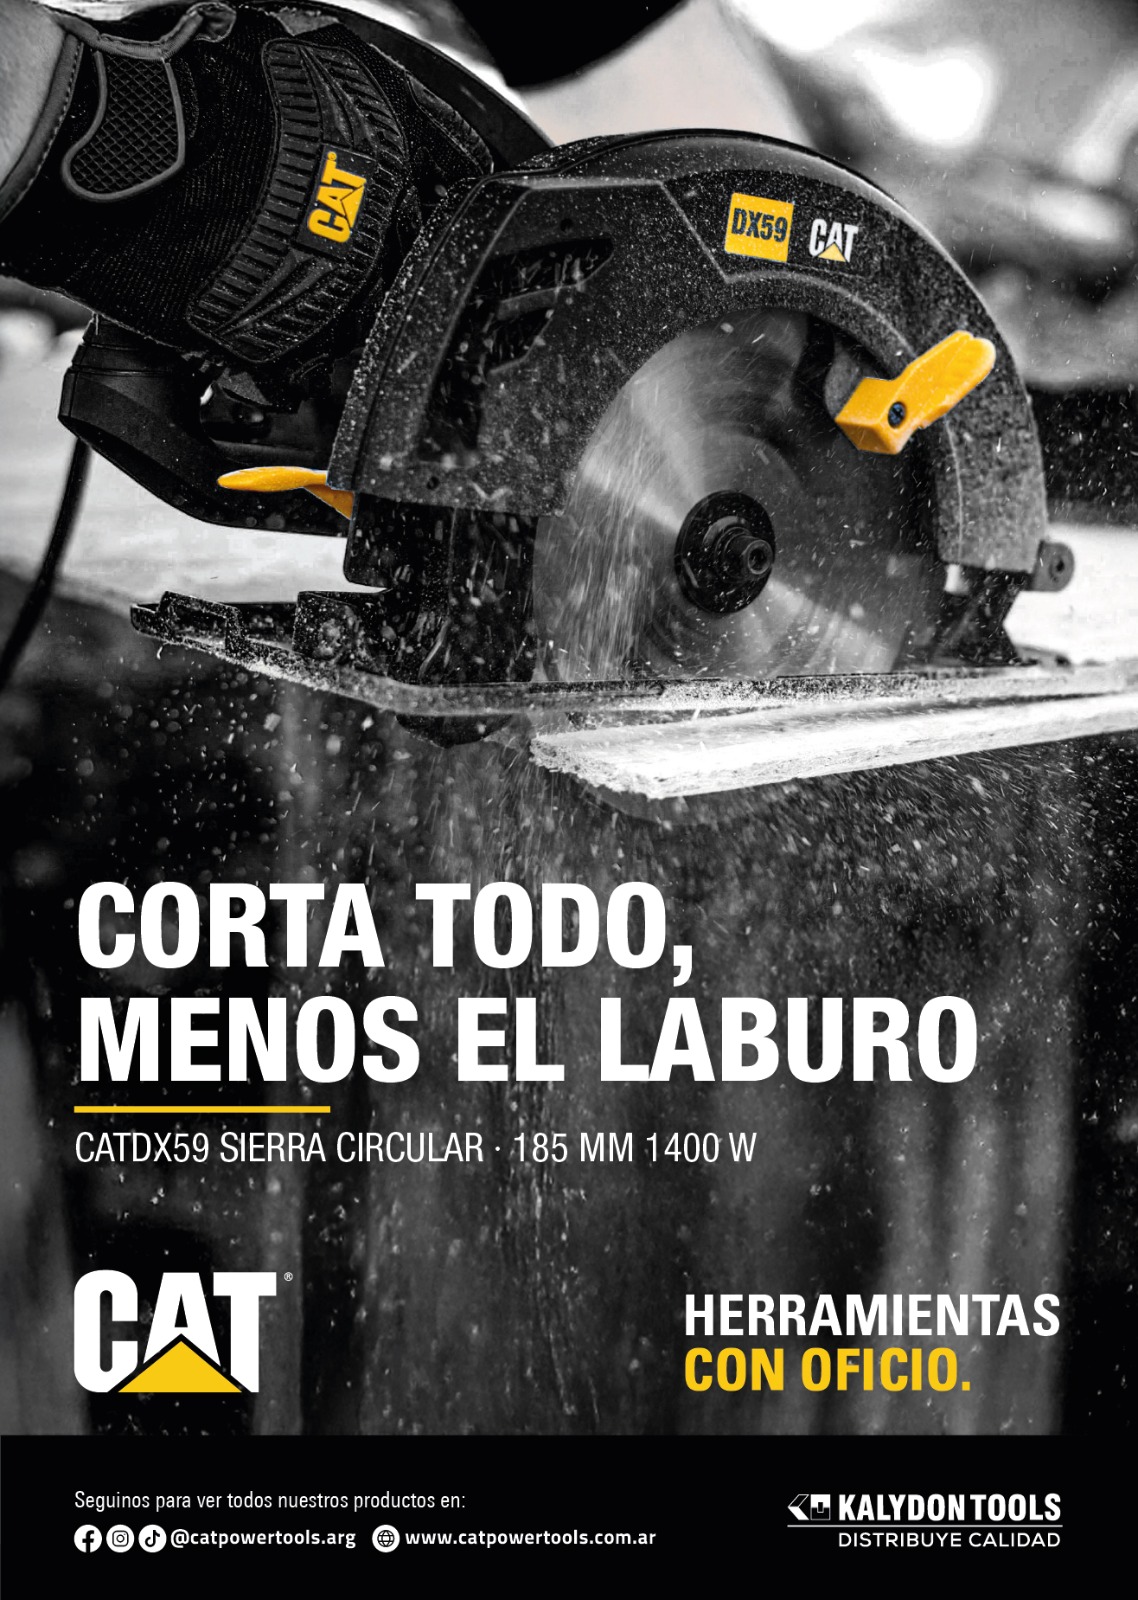 CAT
DX59 CAT
CORTA TODO,
MENOS EL LABURO
CATDX59 SIERRA CIRCULAR · 185 MM 1400 W
CAT®
HERRAMIENTAS
CON OFICIO.
Seguinos para ver todos nuestros productos en:
@catpowertools.arg www.catpowertools.com.ar
KALYDON TOOLS
DISTRIBUYE CALIDAD